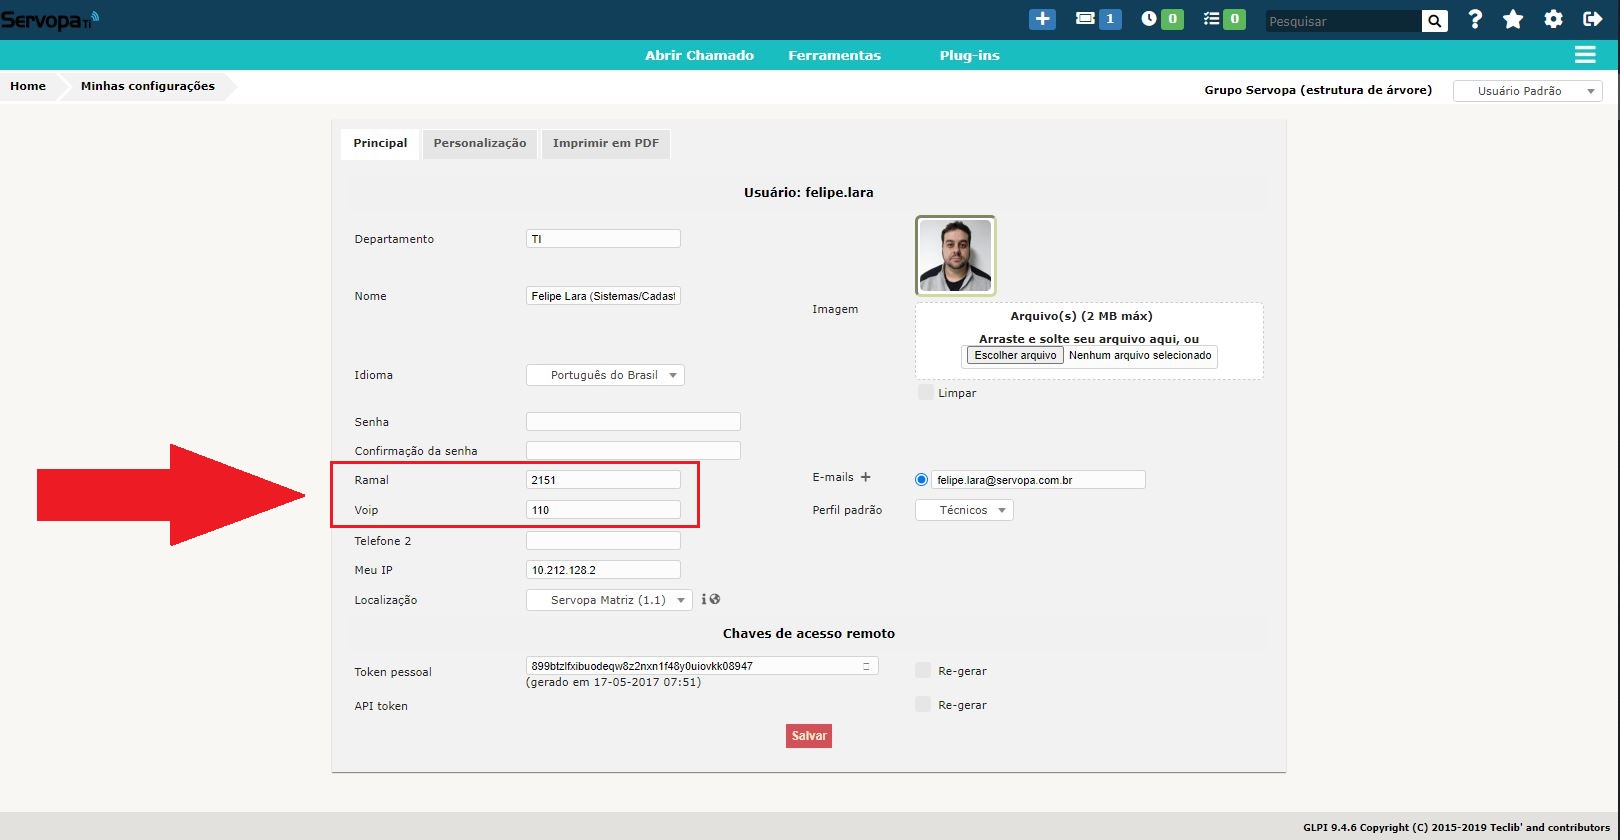 Servopa TI
1
0
0
Pesquisar
Abrir Chamado Ferramentas Plug-ins
Home Minhas configurações
Grupo Servopa (estrutura de árvore) Usuário Padrão
Principal Personalização Imprimir em PDF
Usuário: felipe.lara
Departamento TI
Nome Felipe Lara (Sistemas/Cadast
Imagem
Arquivo(s) (2 MB máx)
Arraste e solte seu arquivo aqui, ou
Escolher arquivo Nenhum arquivo selecionado
Idioma Português do Brasil
Limpar
Senha
Confirmação da senha
Ramal 2151
E-mails + felipe.lara@servopa.com.br
Voip 110
Perfil padrão Técnicos
Telefone 2
Meu IP 10.212.128.2
Localização Servopa Matriz (1.1)
Chaves de acesso remoto
Token pessoal 899btzlfxibuodeqw8z2nxn1f48y0uiovkk08947
(gerado em 17-05-2017 07:51)
Re-gerar
API token Re-gerar
Salvar
GLPI 9.4.6 Copyright (C) 2015-2019 Teclib' and contributors